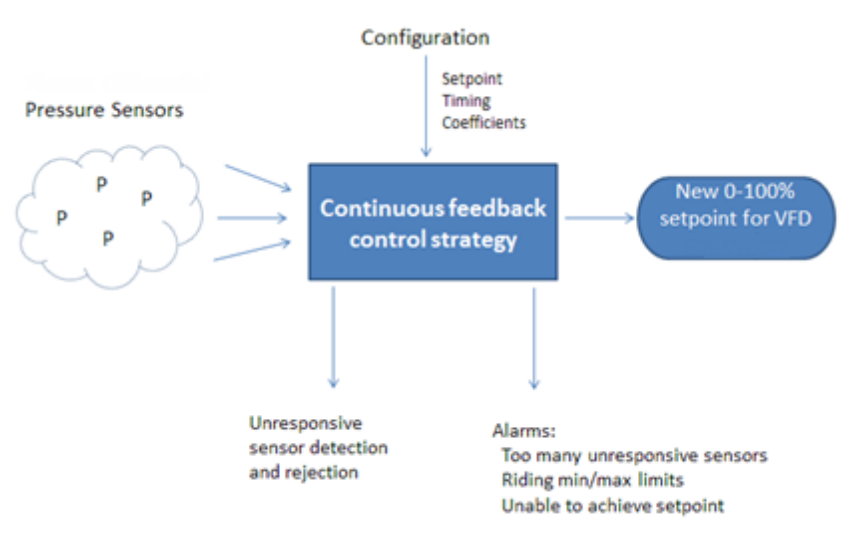 Configuration
Setpoint
Timing
Coefficients
Pressure Sensors
P
P
P
P
Continuous feedback
control strategy
New 0-100%
setpoint for VFD
Unresponsive
sensor detection
and rejection
Alarms:
Too many unresponsive sensors
Riding min/max limits
Unable to achieve setpoint